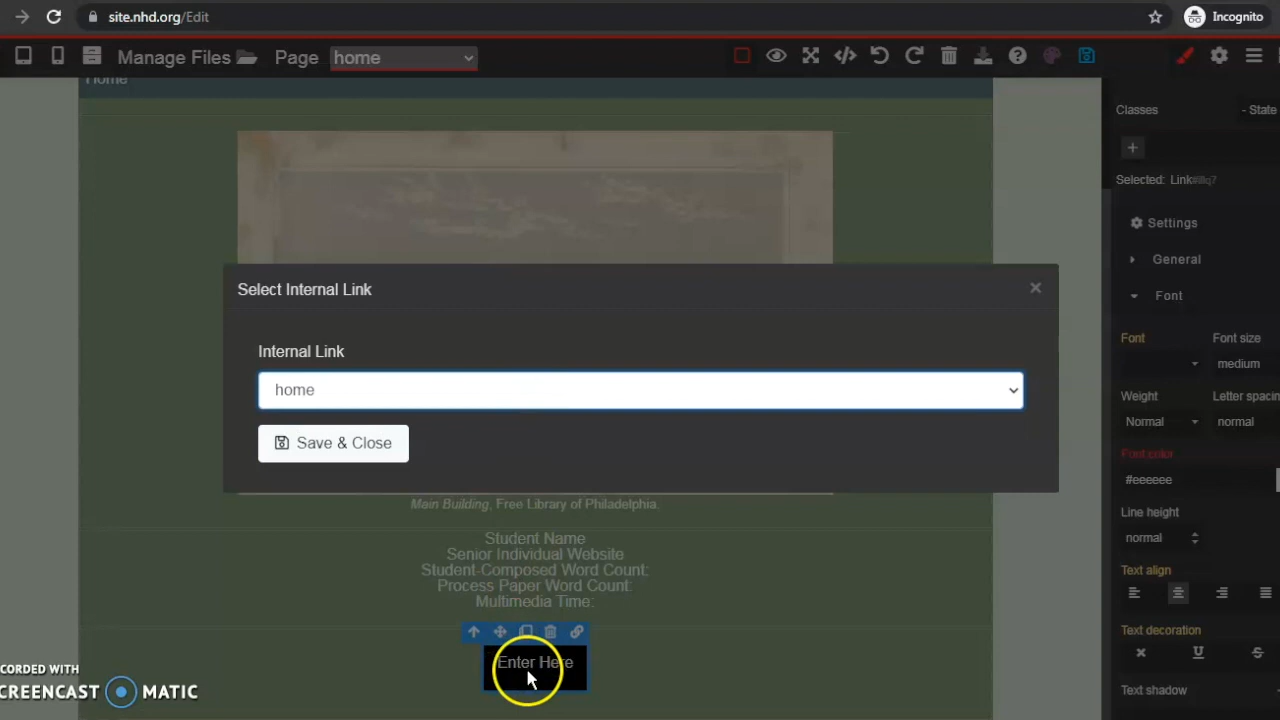 site.nhd.org/Edit
Incognito
Manage Files
Page
home
Home
Classes
- State
+
Selected: Link#illq7
Settings
General
Font
Font
Font size
medium
Weight
Letter spacin
Normal
normal
Font color
#eeeeee
Line height
normal
Text align
Text decoration
U
S
Text shadow
Select Internal Link
×
Internal Link
home
Save & Close
Main Building, Free Library of Philadelphia.
Student Name
Senior Individual Website
Student-Composed Word Count:
Process Paper Word Count:
Multimedia Time:
Enter Here
CORDED WITH
CREENCAST MATIC